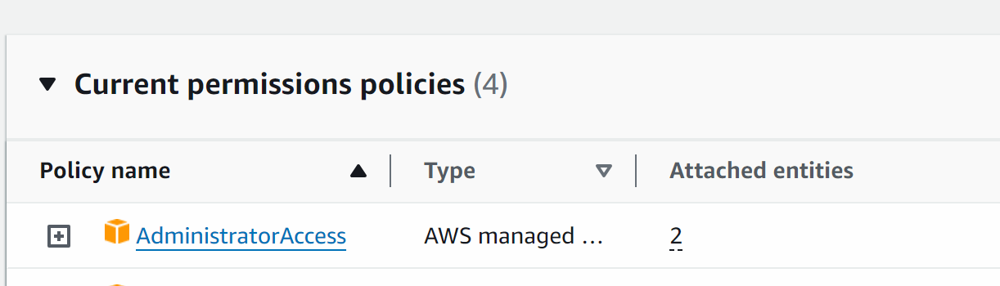 Current permissions policies (4)
Policy name Type Attached entities
AdministratorAccess AWS managed … 2